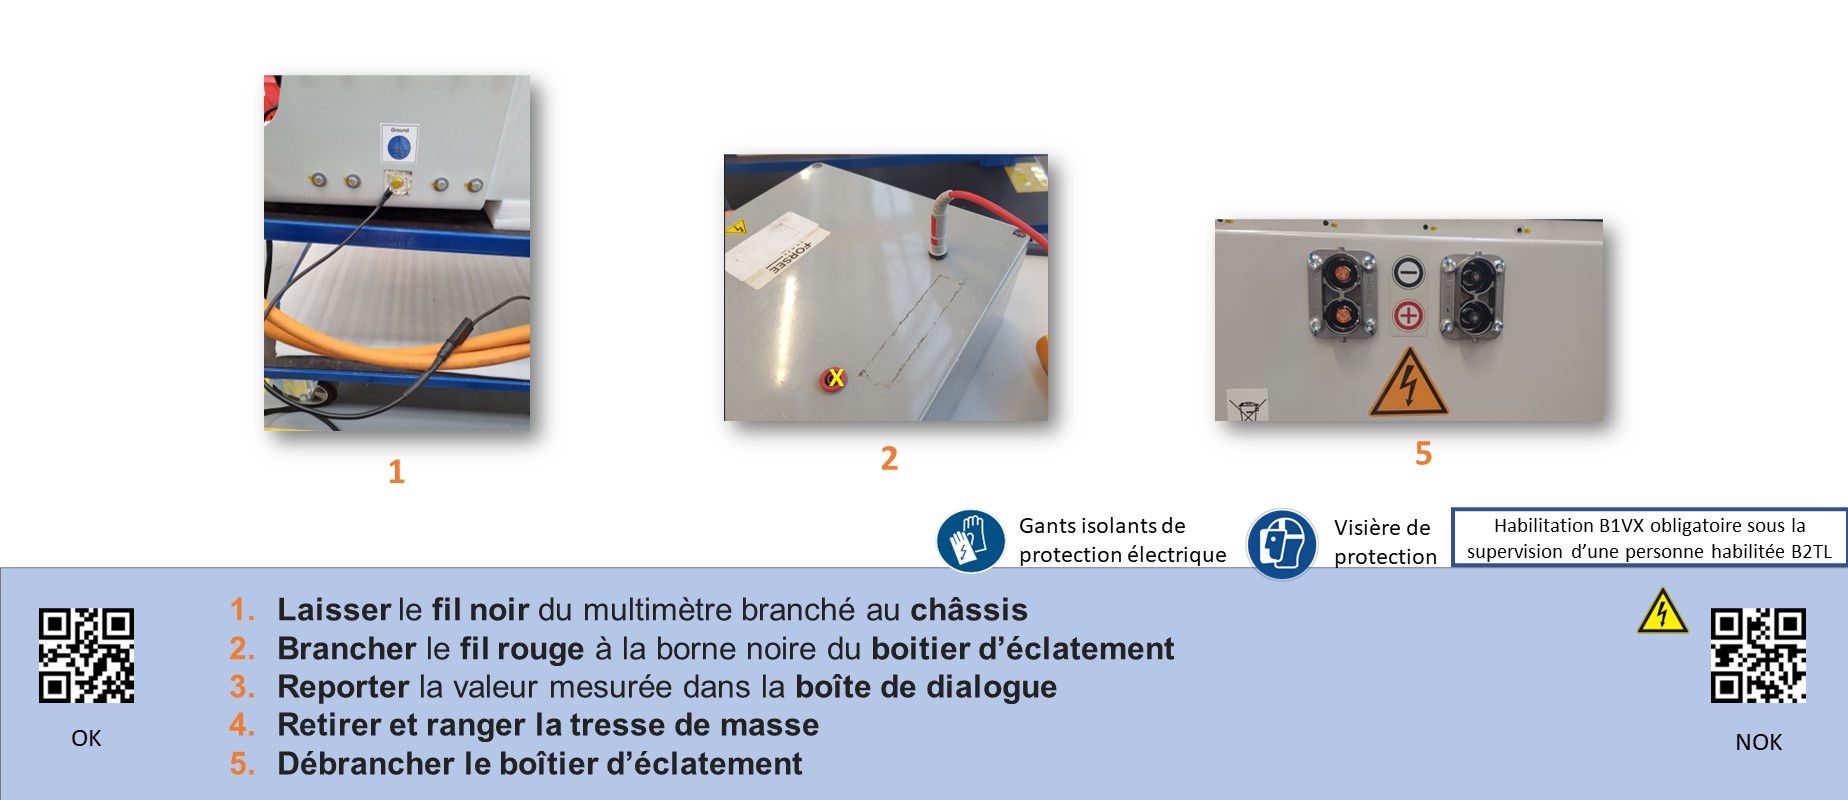 Ground
FORSEE
X
1
2
5
Gants isolants de
protection électrique
Visière de
protection
Habilitation B1VX obligatoire sous la
supervision d’une personne habilitée B2TL
1. Laisser le fil noir du multimètre branché au châssis
2. Brancher le fil rouge à la borne noire du boitier d’éclatement
3. Reporter la valeur mesurée dans la boîte de dialogue
4. Retirer et ranger la tresse de masse
5. Débrancher le boîtier d’éclatement
OK
NOK